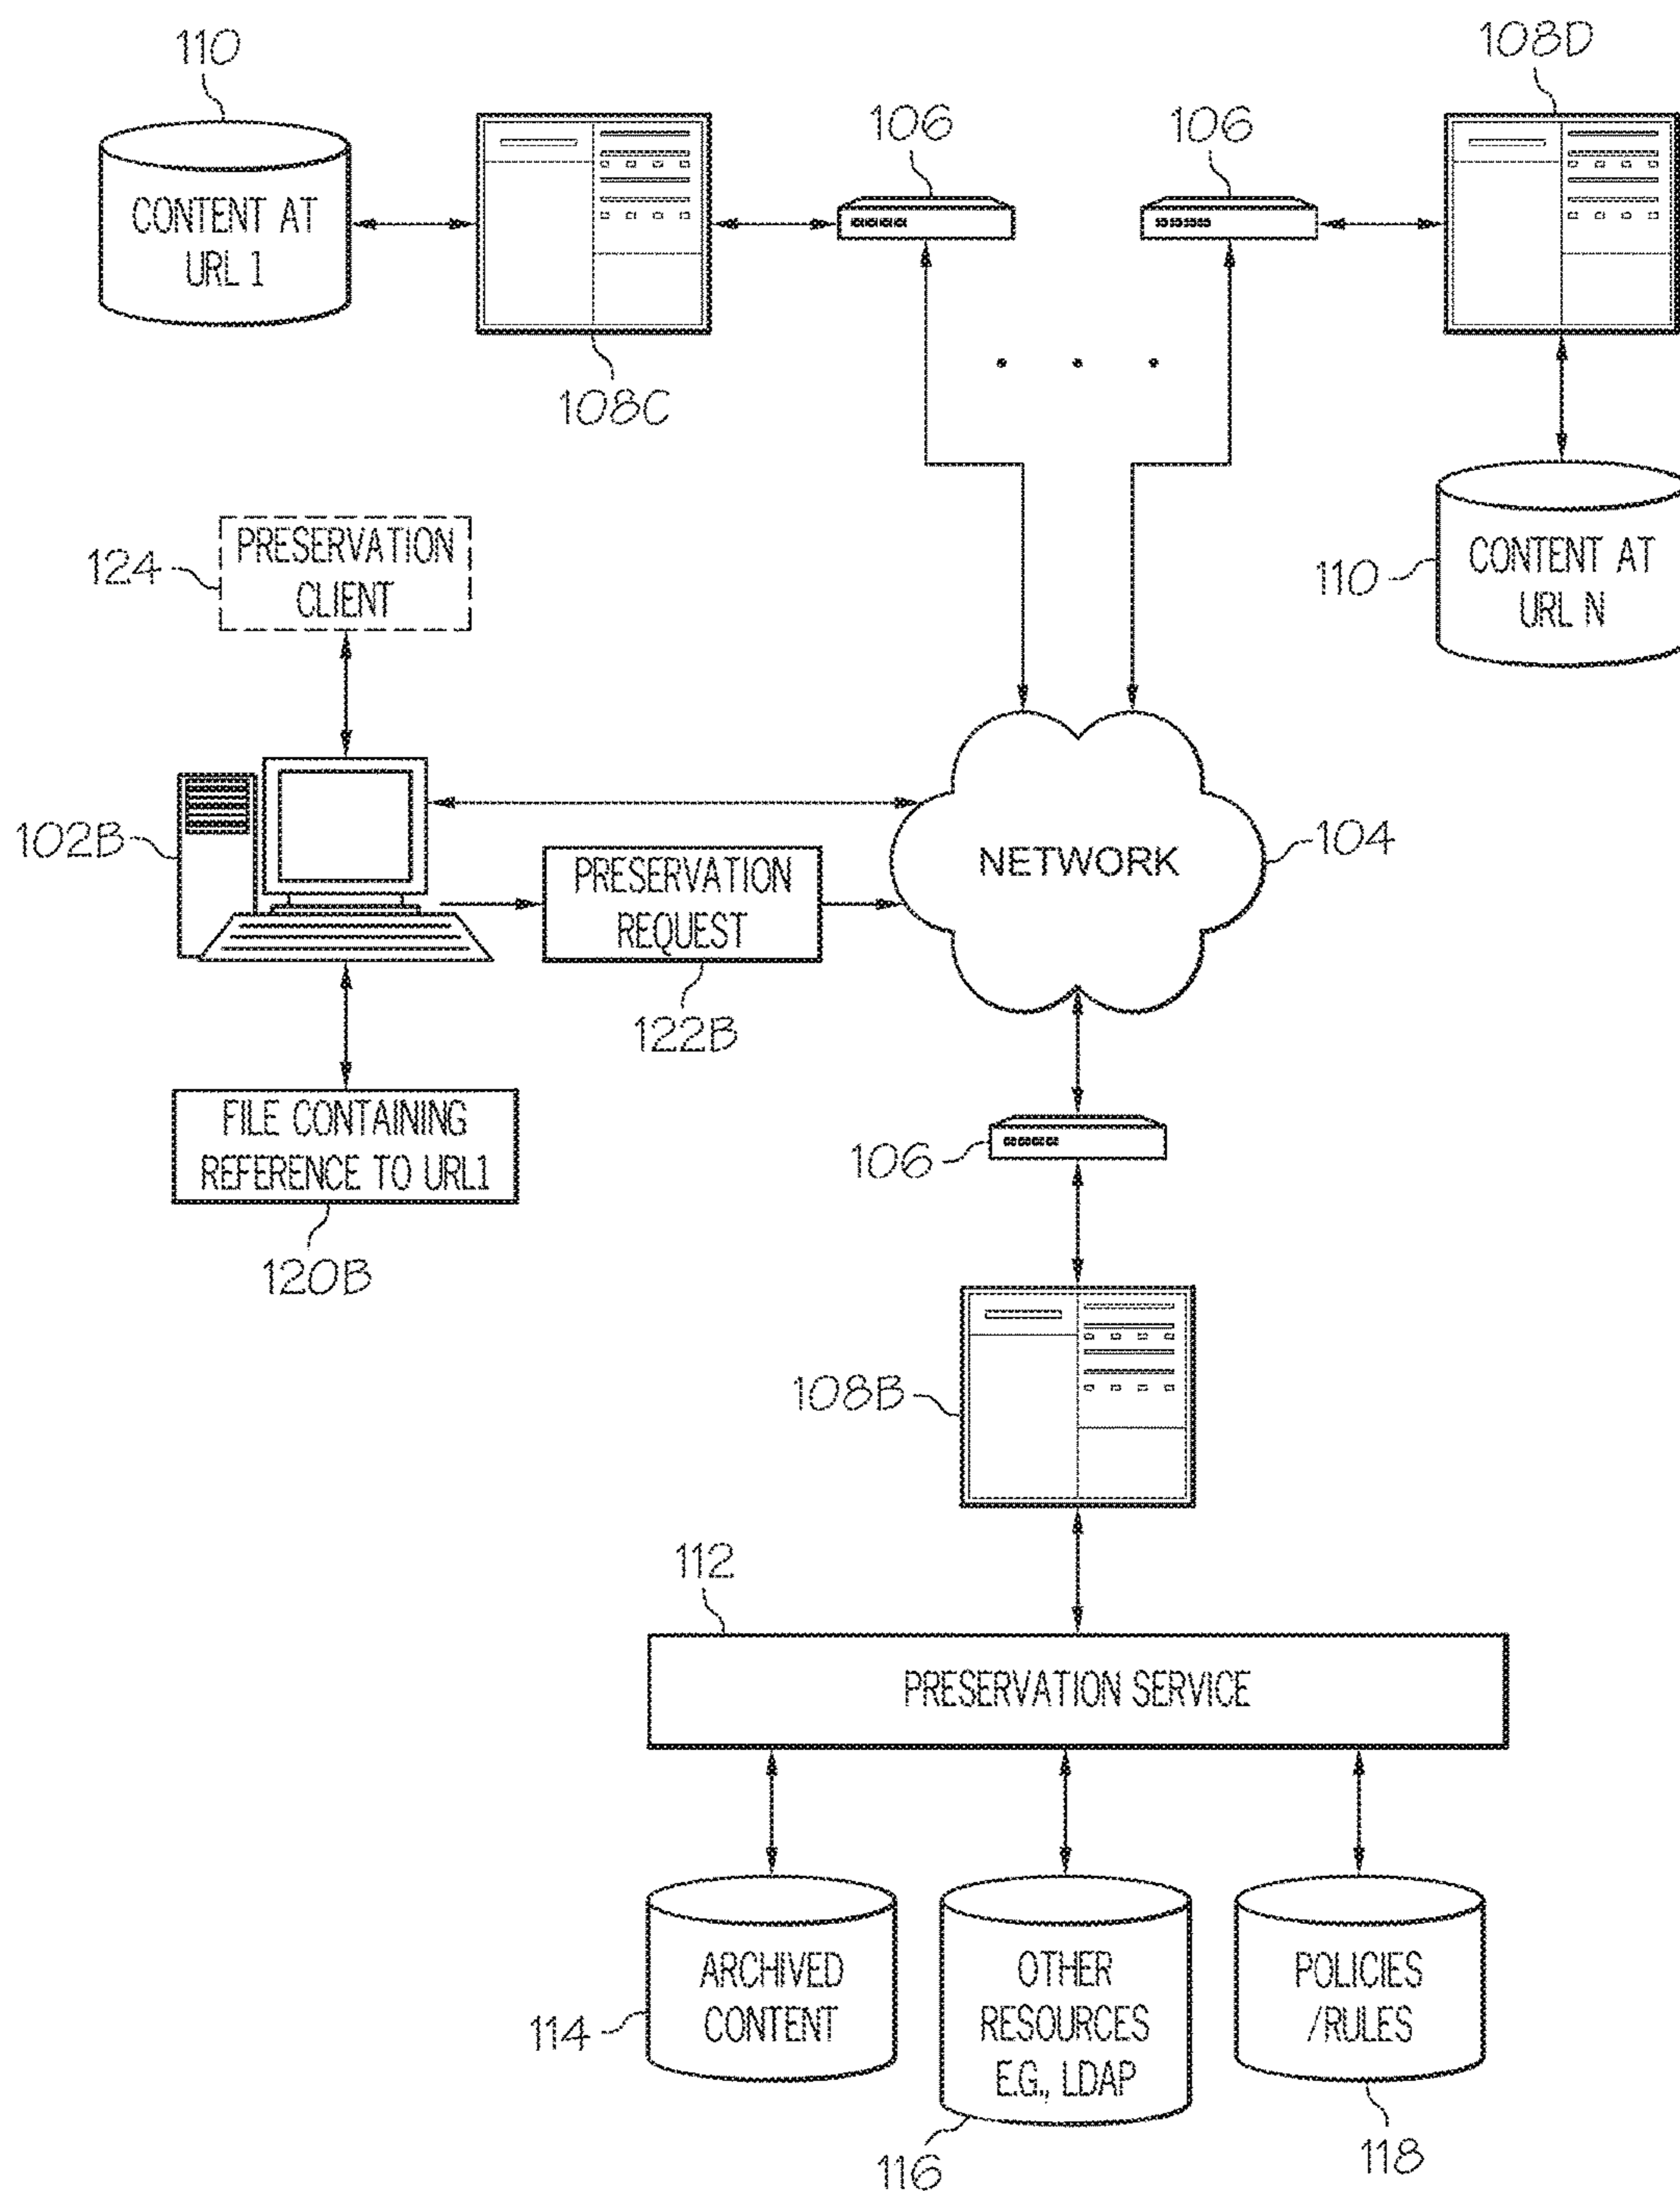 110
108D
106
106
CONTENT AT
URL 1
108C
CONTENT AT
URL N
110
PRESERVATION
CLIENT
124
102B
NETWORK
104
PRESERVATION
REQUEST
122B
FILE CONTAINING
REFERENCE TO URL1
120B
106
108B
112
PRESERVATION SERVICE
ARCHIVED
CONTENT
114
OTHER
RESOURCES
E.G., LDAP
116
POLICIES
/RULES
118